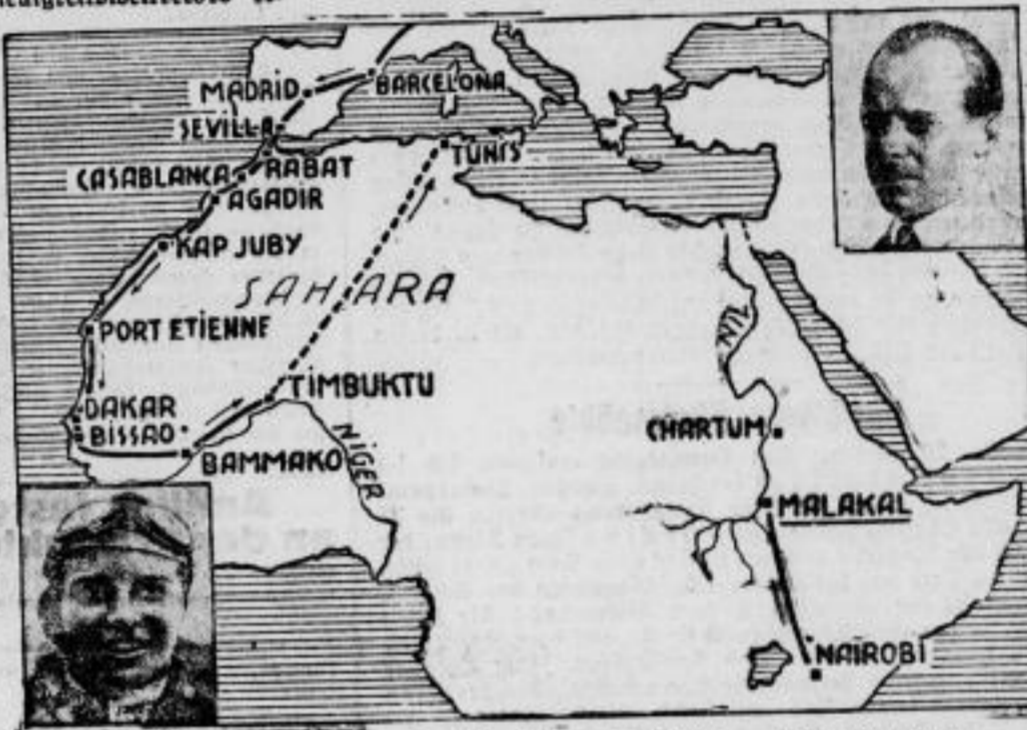 MADRID
BARCELONA
SEVILLA
TUNIS
RABAT
CASABLANCA
AGADIR
KAP JUBY
SAHARA
PORT ETIENNE
NIL
TIMBUKTU
DAKAR
BISSAO
CHARTUM
BAMMAKO
NIGER
MALAKAL
NAIROBI